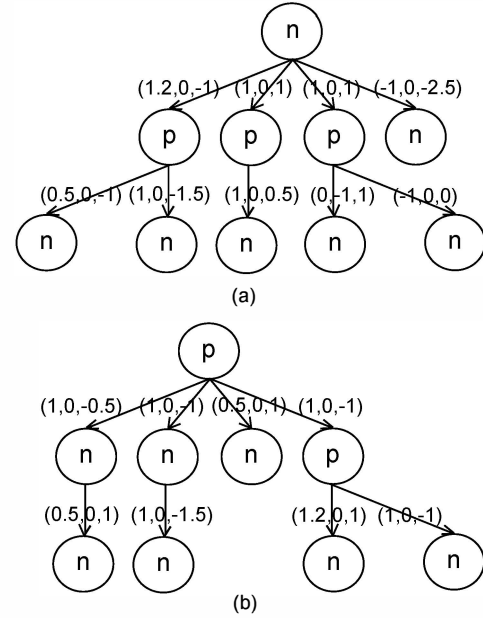 n
(1.2,0,-1) (1,0,1) (1,0,1) (-1,0,-2.5)
p p p n
(0.5,0,-1) (1,0,-1.5) (1,0,0.5) (0,-1,1) (-1,0,0)
n n n n n
(a)
p
(1,0,-0.5) (1,0,-1) (0.5,0,1) (1,0,-1)
n n n p
(0.5,0,1) (1,0,-1.5) (1.2,0,1) (1,0,-1)
n n n n
(b)